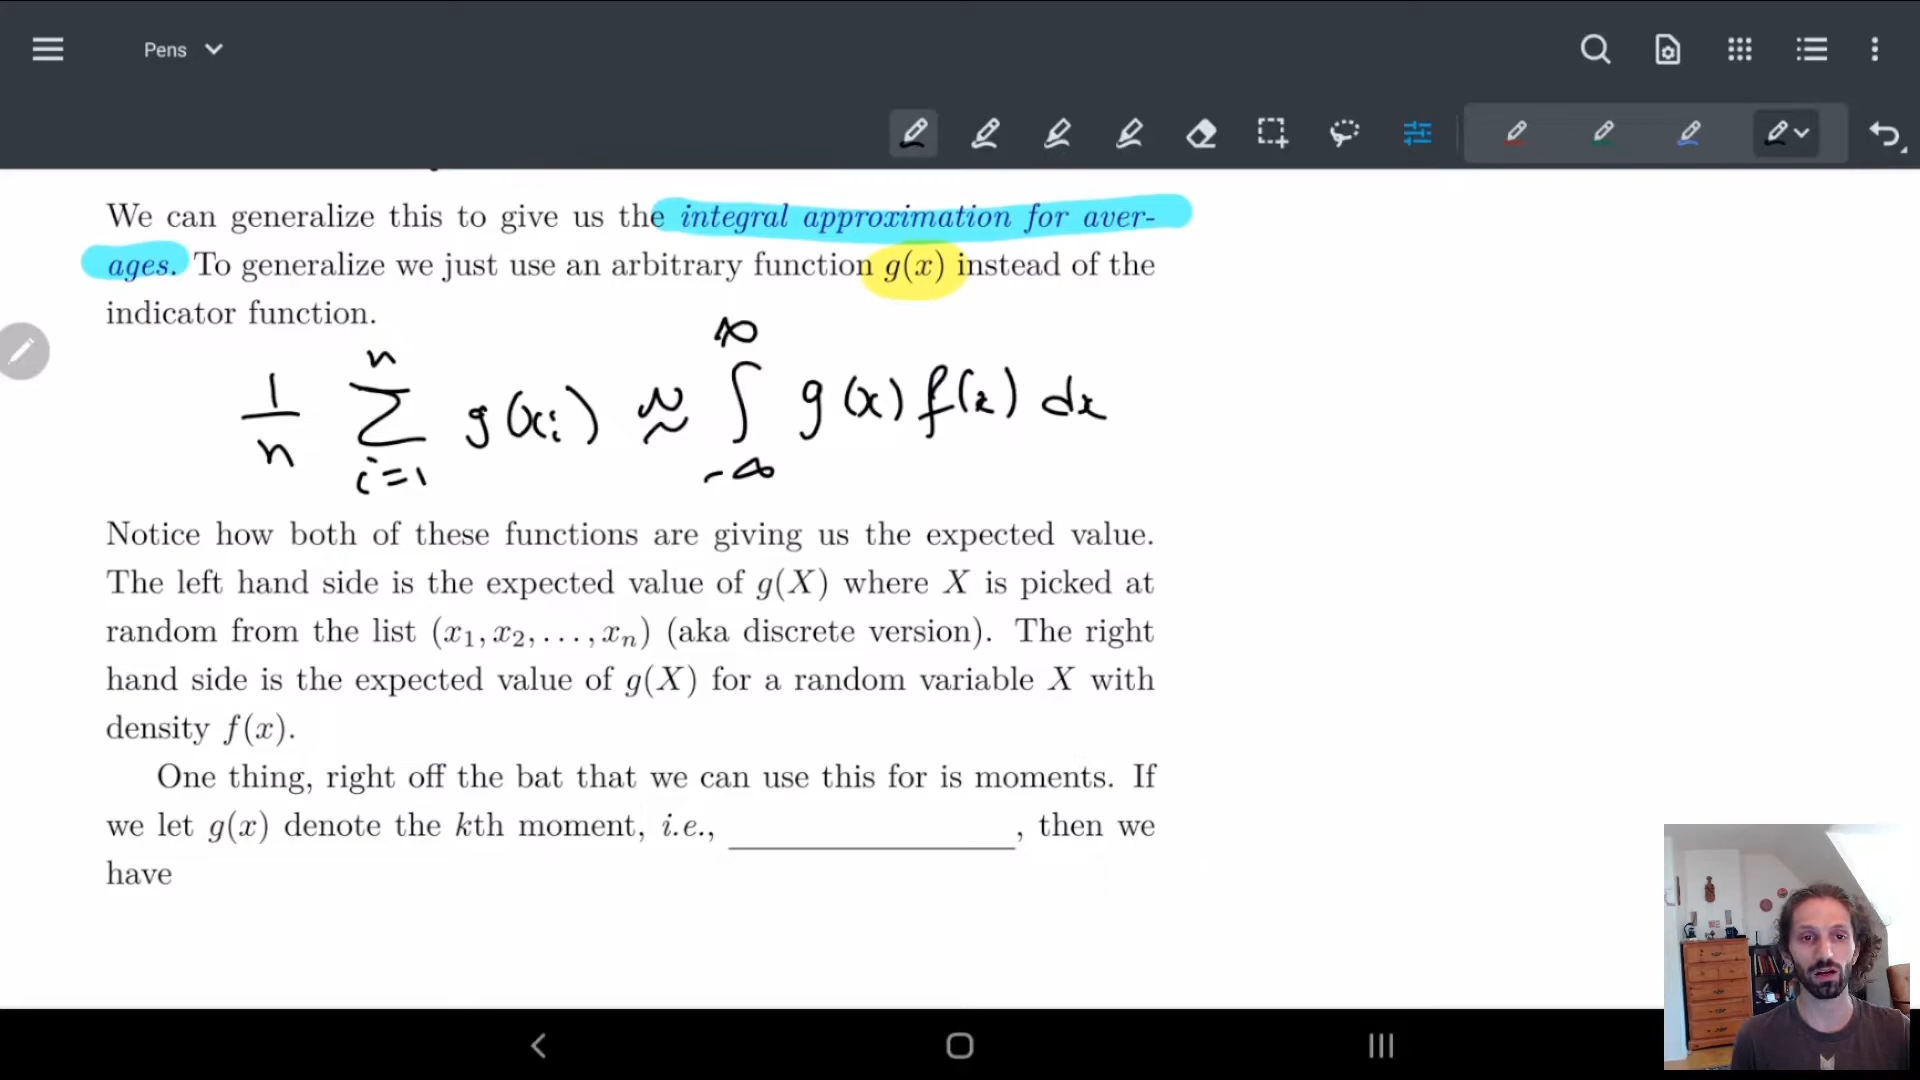 Pens
We can generalize this to give us the integral approximation for aver-
ages. To generalize we just use an arbitrary function g(x) instead of the
indicator function.
1/n ∑_{i=1}^{n} g(xi) ≈ ∫_{-∞}^{∞} g(x) f(x) dx
Notice how both of these functions are giving us the expected value.
The left hand side is the expected value of g(X) where X is picked at
random from the list (x₁, x₂, . . . , xₙ) (aka discrete version). The right
hand side is the expected value of g(X) for a random variable X with
density f(x).
One thing, right off the bat that we can use this for is moments. If
we let g(x) denote the kth moment, i.e., ____________, then we
have